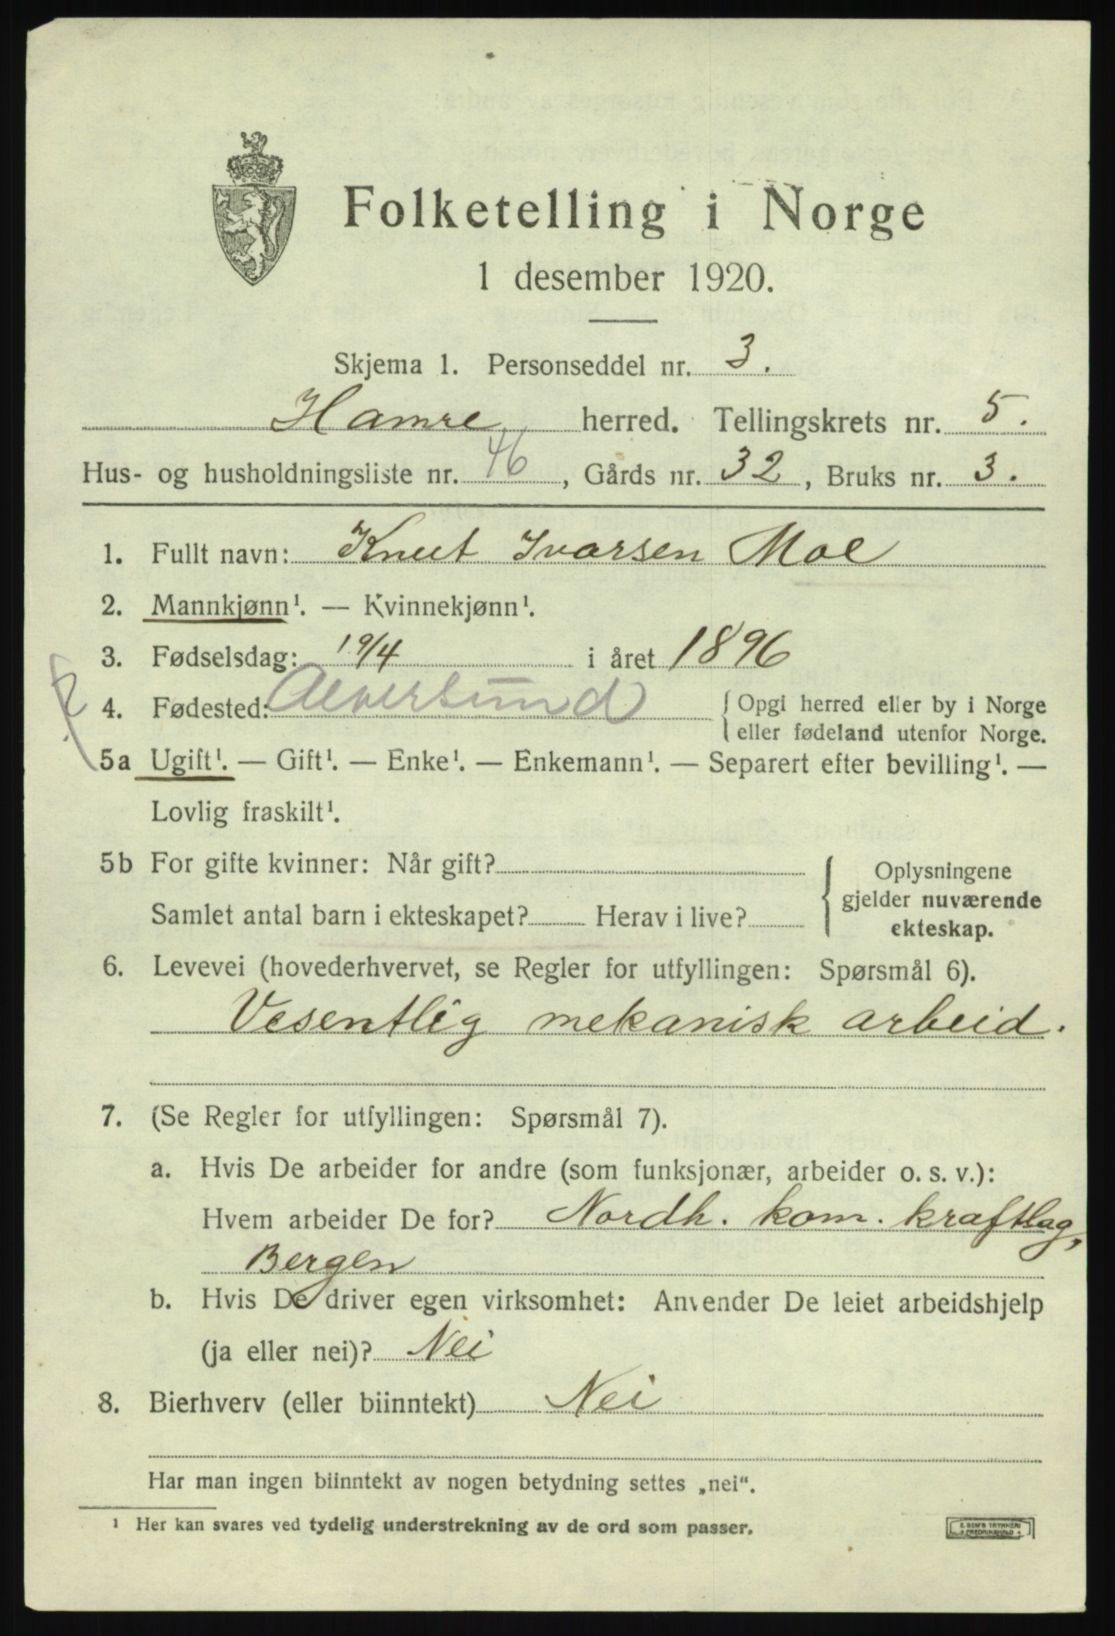 Folketelling i Norge
1 desember 1920.
Skjema 1. Personseddel nr. 3.
Hamre herred. Tellingskrets nr. 5.
Hus- og husholdningsliste nr. 46, Gårds nr. 32, Bruks nr. 3.
1. Fullt navn: Knut Ivarsen Moe
2. Mannkjønn¹. — Kvinnekjønn¹.
3. Fødselsdag: 19/4 i året 1896
4. Fødested: Alversund { Opgi herred eller by i Norge
eller fødeland utenfor Norge.
5a Ugift¹. — Gift¹. — Enke¹. — Enkemann¹. — Separert efter bevilling¹. —
Lovlig fraskilt¹.
5b For gifte kvinner: Når gift?
Samlet antal barn i ekteskapet? Herav i live?
{ Oplysningene
gjelder nuværende
ekteskap.
6. Levevei (hovederhvervet, se Regler for utfyllingen: Spørsmål 6).
Vesentlig mekanisk arbeid.
7. (Se Regler for utfyllingen: Spørsmål 7).
a. Hvis De arbeider for andre (som funksjonær, arbeider o. s. v.):
Hvem arbeider De for? Nordh. kom. kraftlag,
Bergen
b. Hvis De driver egen virksomhet: Anvender De leiet arbeidshjelp
(ja eller nei)? Nei
8. Bierhverv (eller biinntekt) Nei
Har man ingen biinntekt av nogen betydning settes „nei".
¹ Her kan svares ved tydelig understrekning av de ord som passer.